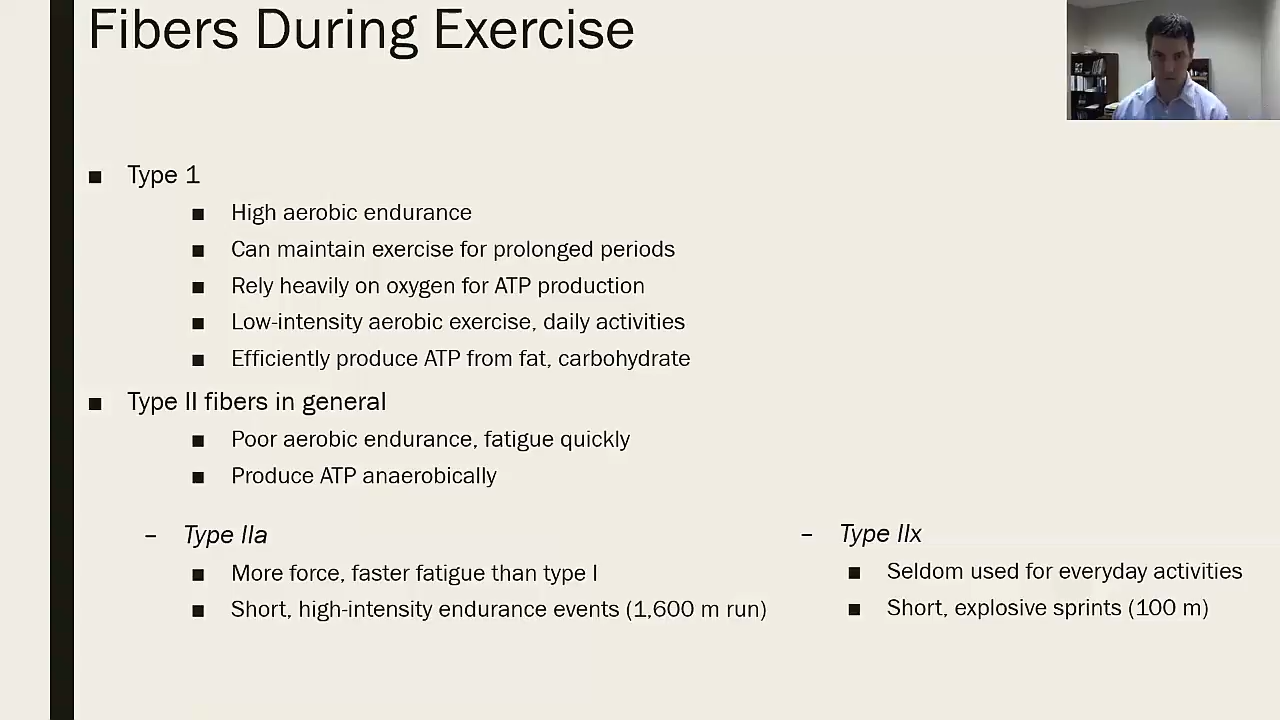 Fibers During Exercise
Type 1
High aerobic endurance
Can maintain exercise for prolonged periods
Rely heavily on oxygen for ATP production
Low-intensity aerobic exercise, daily activities
Efficiently produce ATP from fat, carbohydrate
Type II fibers in general
Poor aerobic endurance, fatigue quickly
Produce ATP anaerobically
– Type IIa
More force, faster fatigue than type I
Short, high-intensity endurance events (1,600 m run)
– Type IIx
Seldom used for everyday activities
Short, explosive sprints (100 m)